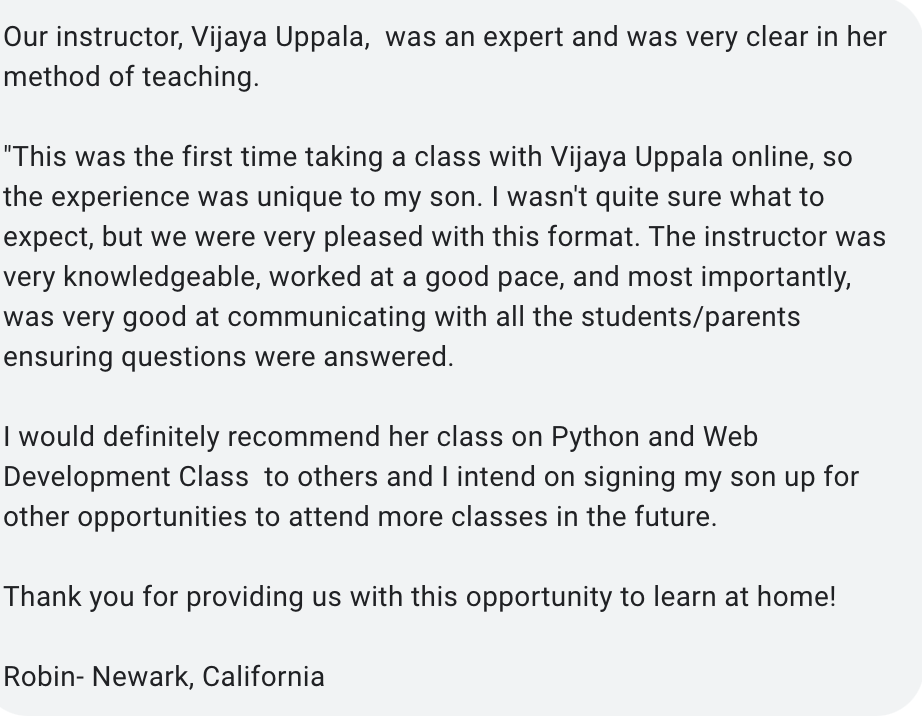 Our instructor, Vijaya Uppala,  was an expert and was very clear in her
method of teaching.
"This was the first time taking a class with Vijaya Uppala online, so
the experience was unique to my son. I wasn't quite sure what to
expect, but we were very pleased with this format. The instructor was
very knowledgeable, worked at a good pace, and most importantly,
was very good at communicating with all the students/parents
ensuring questions were answered.
I would definitely recommend her class on Python and Web
Development Class  to others and I intend on signing my son up for
other opportunities to attend more classes in the future.
Thank you for providing us with this opportunity to learn at home!
Robin- Newark, California